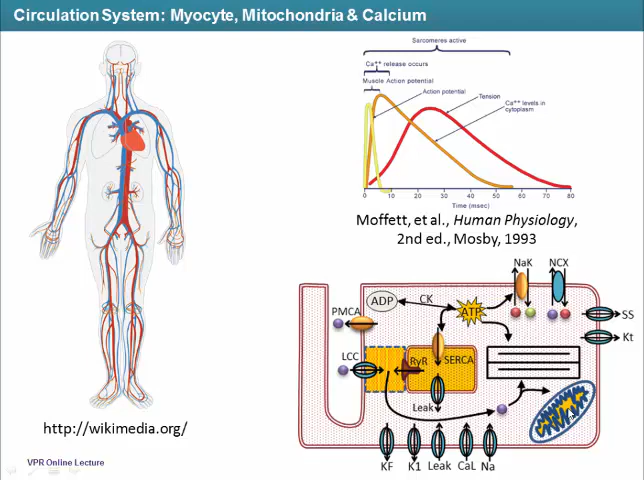 Circulation System: Myocyte, Mitochondria & Calcium
Sarcomeres active
Ca⁺⁺ release occurs
Muscle Action potential
Action potential
Tension
Ca⁺⁺ levels in
cytoplasm
0 10 20 30 40 50 60 70 80
Time (msec)
Moffett, et al., Human Physiology,
2nd ed., Mosby, 1993
NaK NCX
ADP CK ATP
PMCA
SS
Kt
LCC RyR SERCA
Leak
KF K1 Leak CaL Na
http://wikimedia.org/
VPR Online Lecture